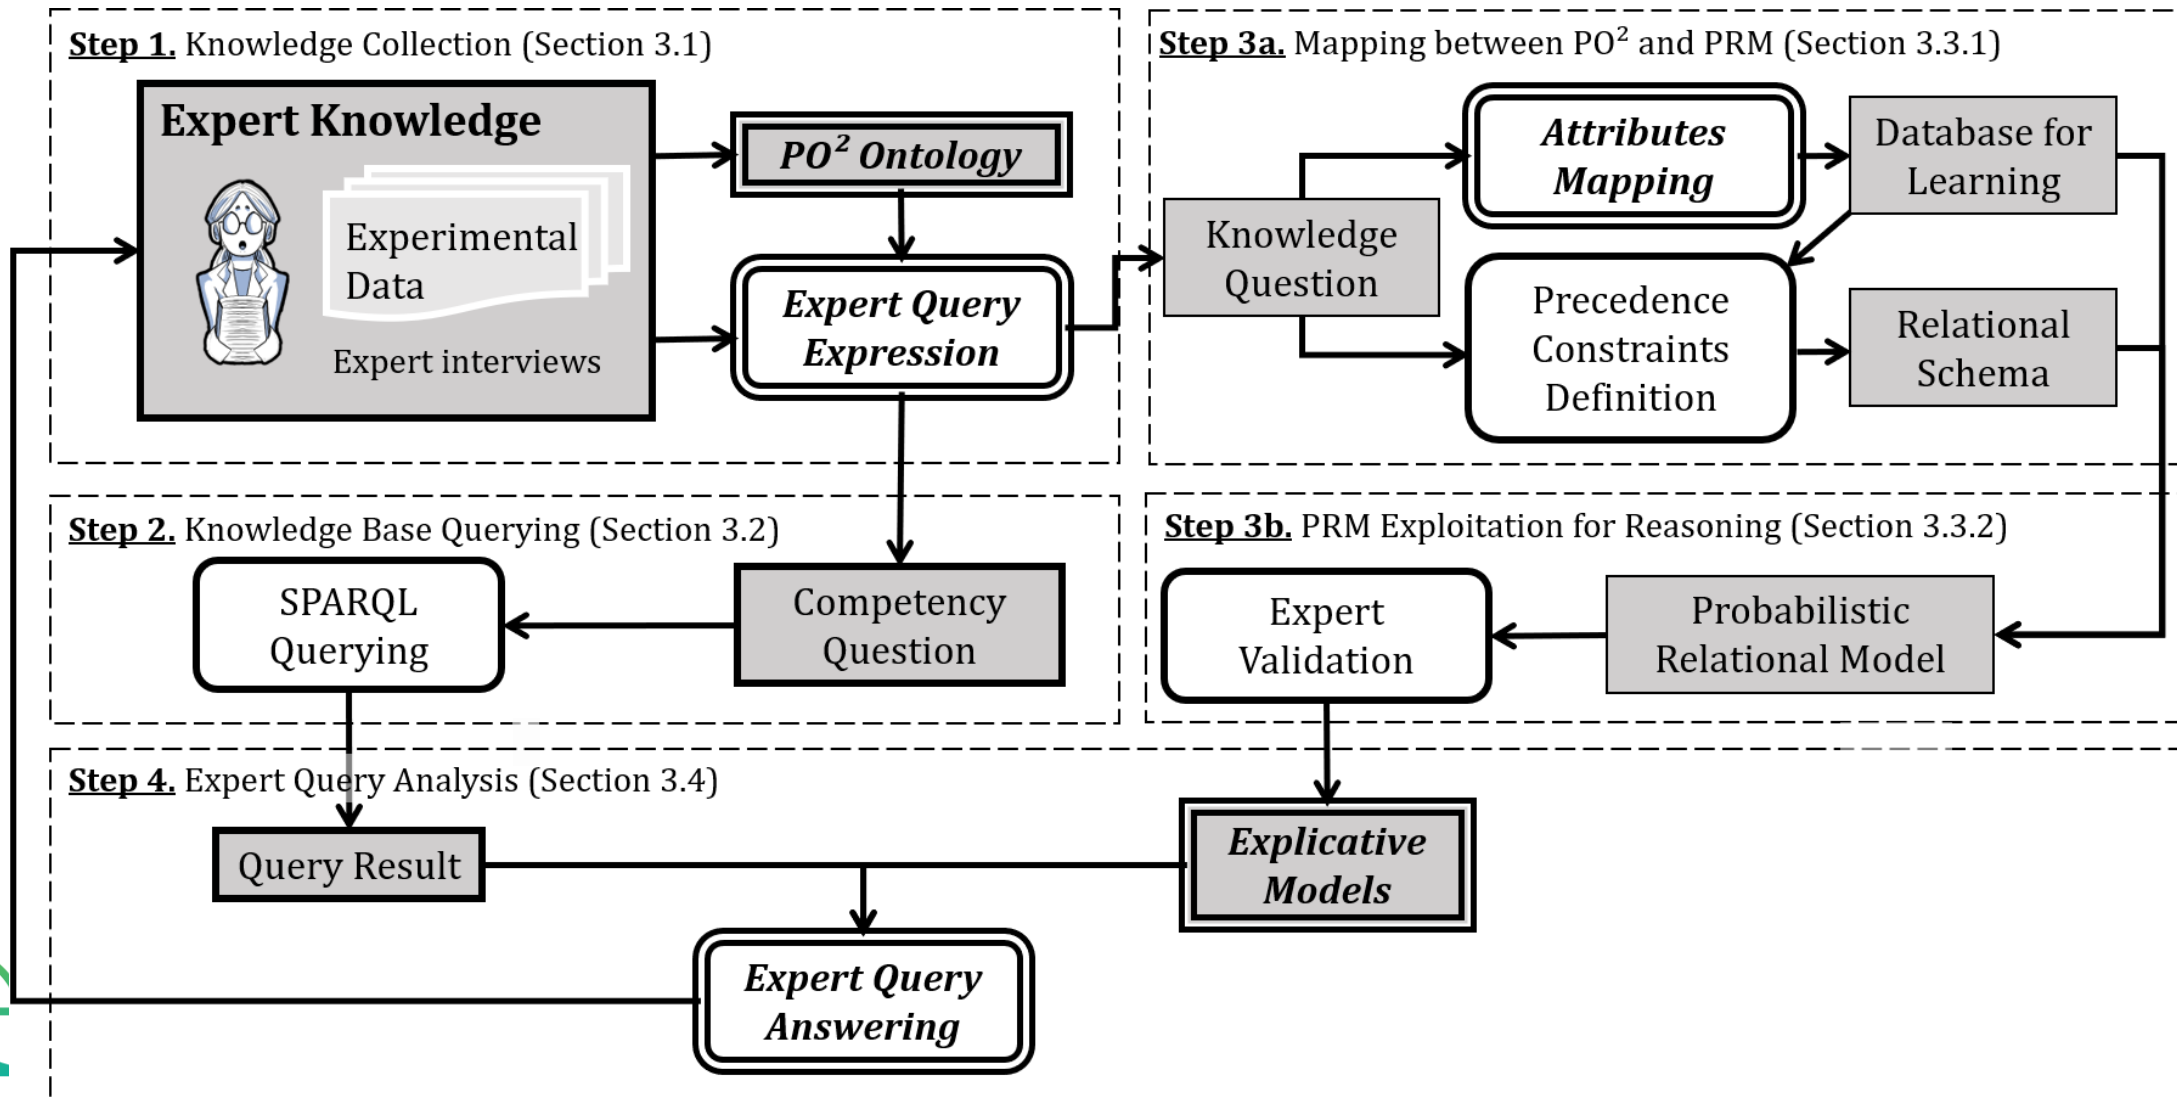 Step 1. Knowledge Collection (Section 3.1)
Expert Knowledge
Experimental
Data
Expert interviews
PO² Ontology
Expert Query
Expression
Step 3a. Mapping between PO² and PRM (Section 3.3.1)
Knowledge
Question
Attributes
Mapping
Database for
Learning
Precedence
Constraints
Definition
Relational
Schema
Step 2. Knowledge Base Querying (Section 3.2)
SPARQL
Querying
Competency
Question
Step 3b. PRM Exploitation for Reasoning (Section 3.3.2)
Expert
Validation
Probabilistic
Relational Model
Step 4. Expert Query Analysis (Section 3.4)
Query Result
Explicative
Models
Expert Query
Answering